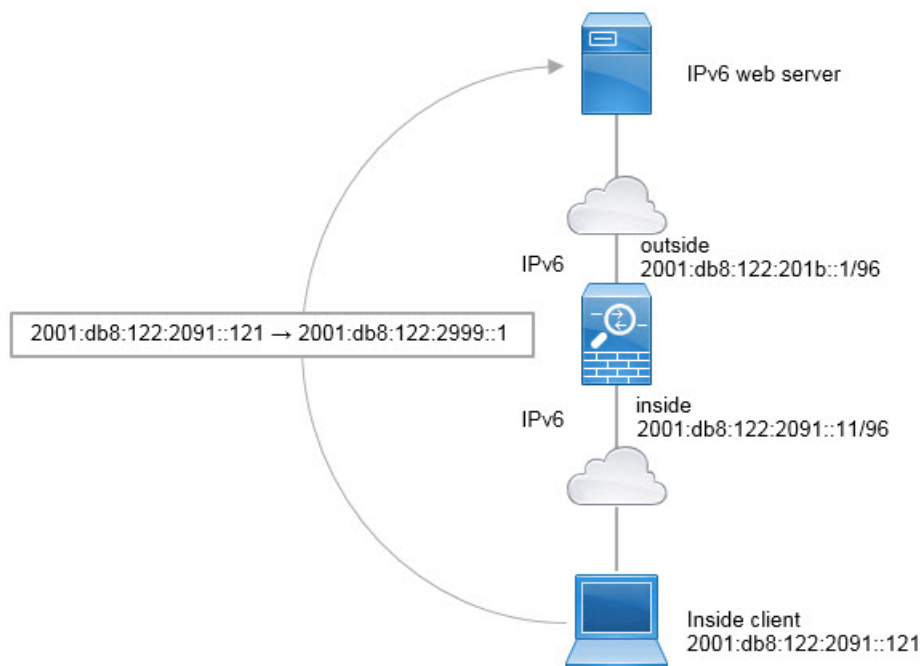 IPv6 web server
outside
IPv6
2001:db8:122:201b::1/96
2001:db8:122:2091::121 → 2001:db8:122:2999::1
inside
IPv6
2001:db8:122:2091::11/96
Inside client
2001:db8:122:2091::121